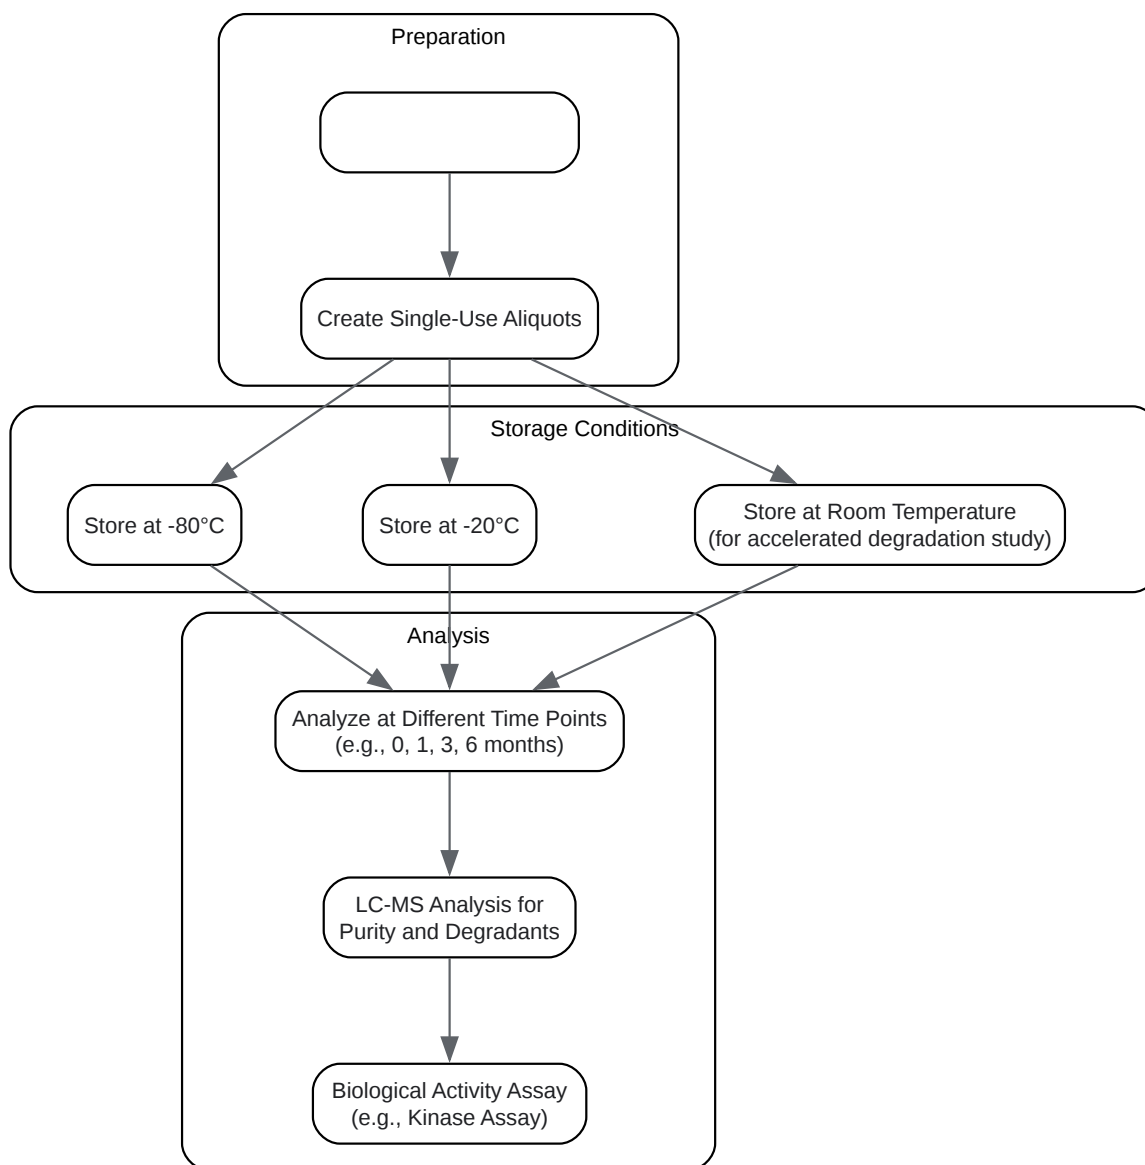 Preparation
Create Single-Use Aliquots
Storage Conditions
Store at -80°C
Store at -20°C
Store at Room Temperature
(for accelerated degradation study)
Analysis
Analyze at Different Time Points
(e.g., 0, 1, 3, 6 months)
LC-MS Analysis for
Purity and Degradants
Biological Activity Assay
(e.g., Kinase Assay)